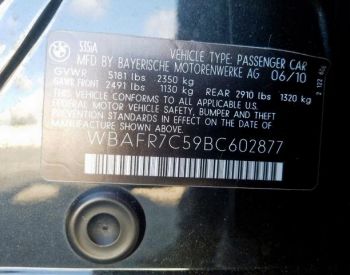 535iA VEHICLE TYPE: PASSENGER CAR
MFD BY BAYERISCHE MOTORENWERKE AG 06/10
GVWR 5181 lbs 2350 kg
GAWR FRONT 2491 lbs 1130 kg GAWR REAR 2910 lbs 1320 kg
THIS VEHICLE CONFORMS TO ALL APPLICABLE
U.S. FEDERAL MOTOR VEHICLE SAFETY, BUMPER AND
THEFT PREVENTION STANDARDS IN EFFECT ON THE
DATE OF MANUFACTURE SHOWN ABOVE.
WBAFR7C59BC602877